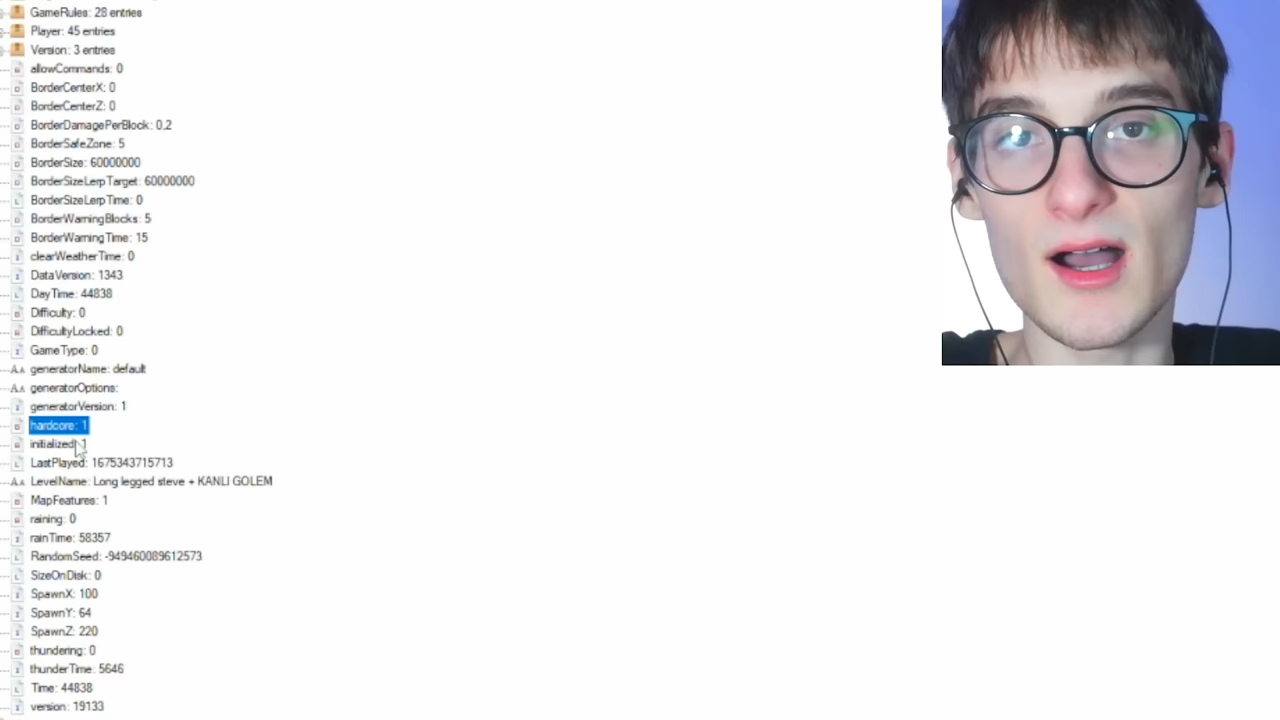 GameRules: 28 entries
Player: 45 entries
Version: 3 entries
allowCommands: 0
BorderCenterX: 0
BorderCenterZ: 0
BorderDamagePerBlock: 0,2
BorderSafeZone: 5
BorderSize: 60000000
BorderSizeLerpTarget: 60000000
BorderSizeLerpTime: 0
BorderWarningBlocks: 5
BorderWarningTime: 15
clearWeatherTime: 0
DataVersion: 1343
DayTime: 44838
Difficulty: 0
DifficultyLocked: 0
GameType: 0
generatorName: default
generatorOptions:
generatorVersion: 1
hardcore: 1
initialized: 1
LastPlayed: 1675343715713
LevelName: Long legged steve + KANLI GOLEM
MapFeatures: 1
raining: 0
rainTime: 58357
RandomSeed: -949460089612573
SizeOnDisk: 0
SpawnX: 100
SpawnY: 64
SpawnZ: 220
thundering: 0
thunderTime: 5646
Time: 44838
version: 19133